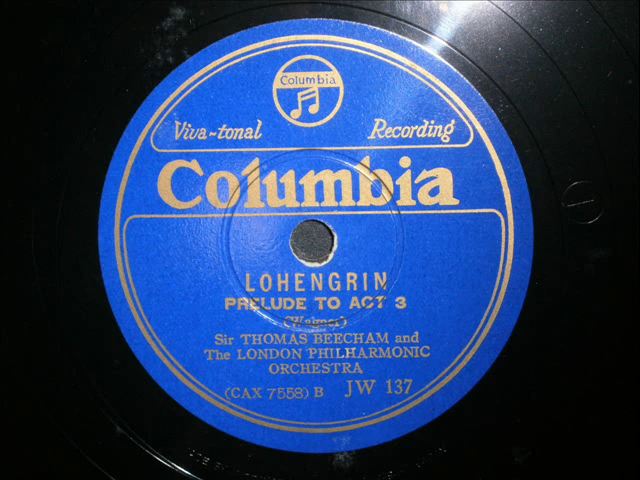 Columbia
Viva-tonal Recording
Columbia
LOHENGRIN
PRELUDE TO ACT 3
(Wagner)
Sir THOMAS BEECHAM and
The LONDON PHILHARMONIC
ORCHESTRA
(CAX 7558) B JW 137